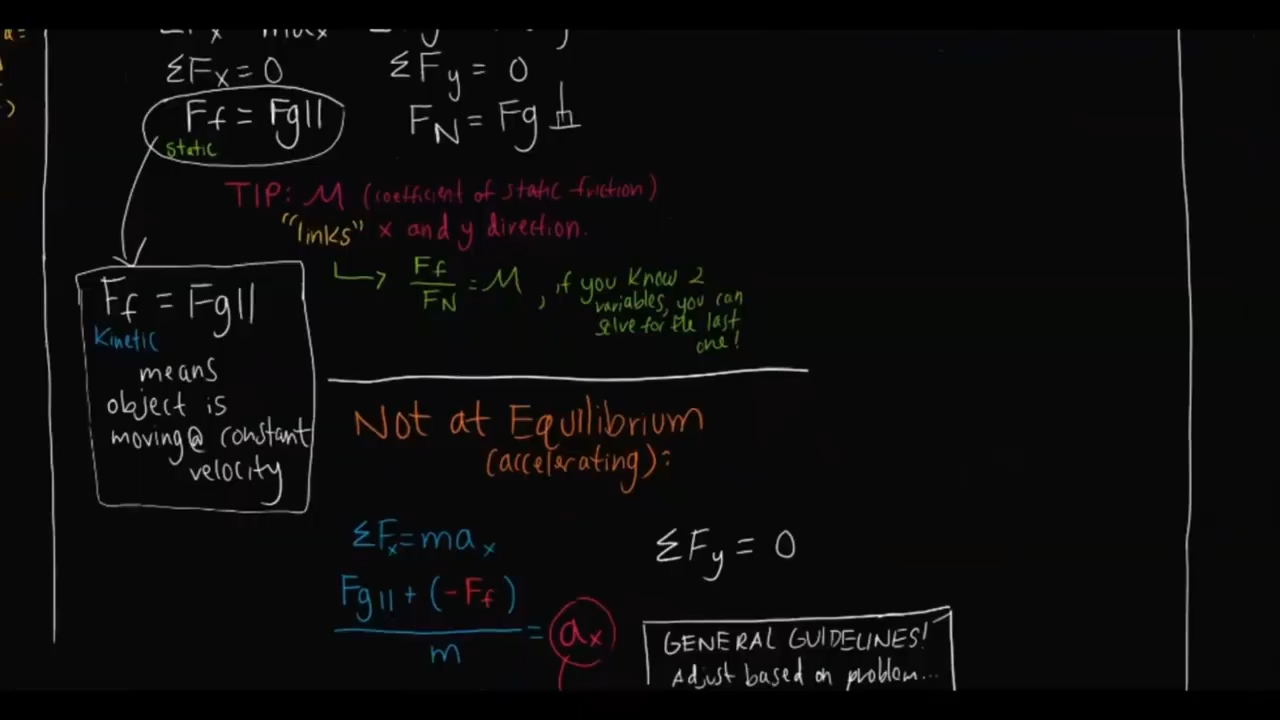 ΣFx = 0
ΣFy = 0
Ff = Fg||
static
FN = Fg⊥
TIP: μ (coefficient of static friction)
"links" x and y direction.
Ff/FN = μ, if you know 2
variables, you can
solve for the last
one!
Ff = Fg||
Kinetic
means
object is
moving @ constant
velocity
Not at Equilibrium
(accelerating):
ΣFx = max
ΣFy = 0
Fg|| + (-Ff)
m
= ax
GENERAL GUIDELINES!
Adjust based on problem...